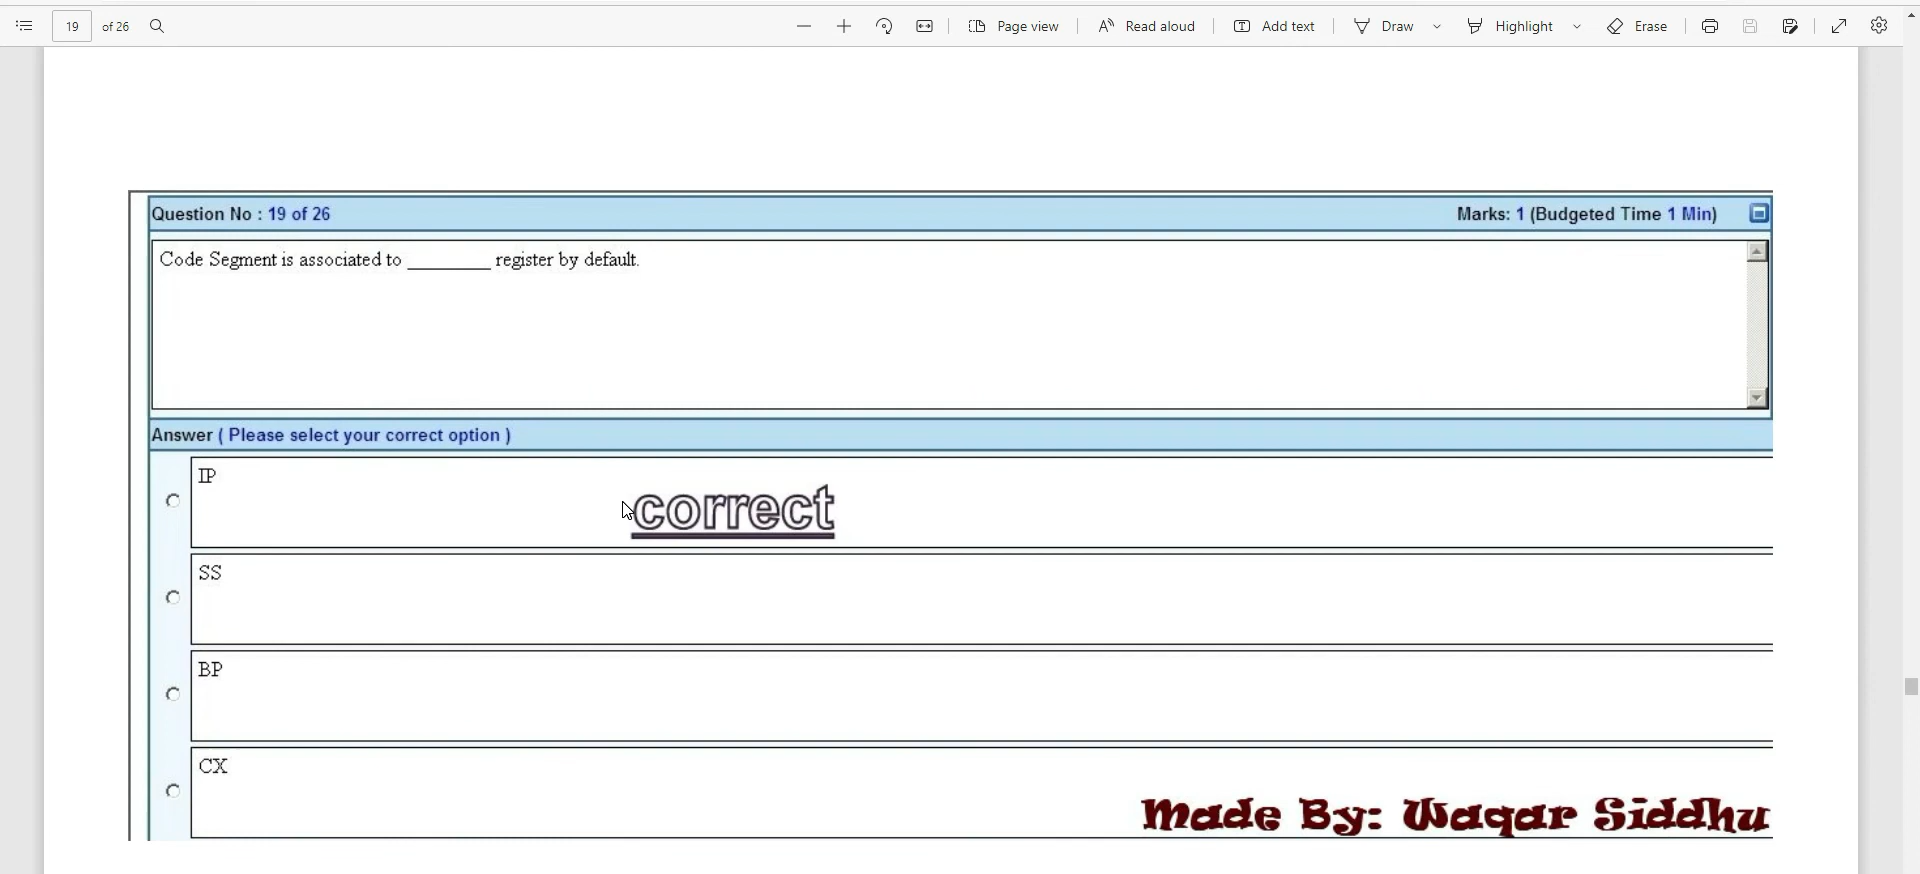 19 of 26 Page view Read aloud Add text Draw Highlight Erase
Question No : 19 of 26 Marks: 1 (Budgeted Time 1 Min)
Code Segment is associated to _________ register by default.
Answer ( Please select your correct option )
IP
correct
SS
BP
CX
Made By: Waqar Siddhu